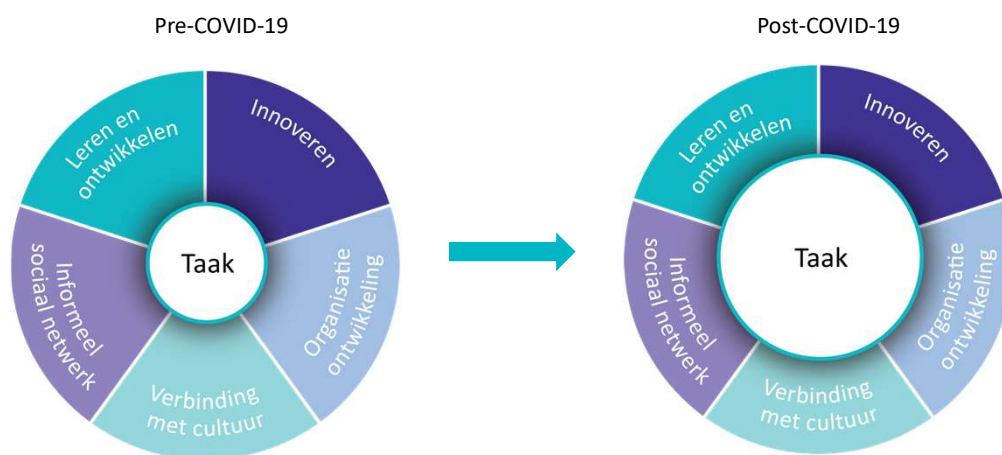 Pre-COVID-19
Leren en
ontwikkelen
Innoveren
Taak
Informeel
sociaal netwerk
Organisatie
ontwikkeling
Verbinding
met cultuur
Post-COVID-19
Leren en
ontwikkelen
Innoveren
Taak
Informeel
sociaal netwerk
Organisatie
ontwikkeling
Verbinding
met cultuur